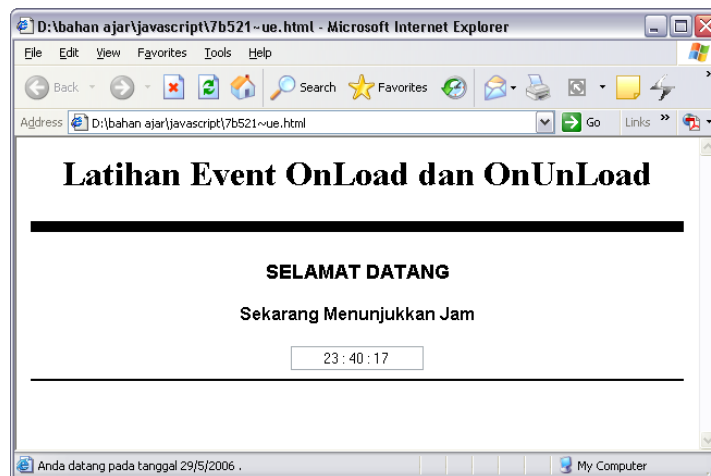 D:\bahan ajar\javascript\7b521~ue.html - Microsoft Internet Explorer
File Edit View Favorites Tools Help
Back Search Favorites
Address D:\bahan ajar\javascript\7b521~ue.html Go Links »
Latihan Event OnLoad dan OnUnLoad
SELAMAT DATANG
Sekarang Menunjukkan Jam
23 : 40 : 17
Anda datang pada tanggal 29/5/2006 . My Computer